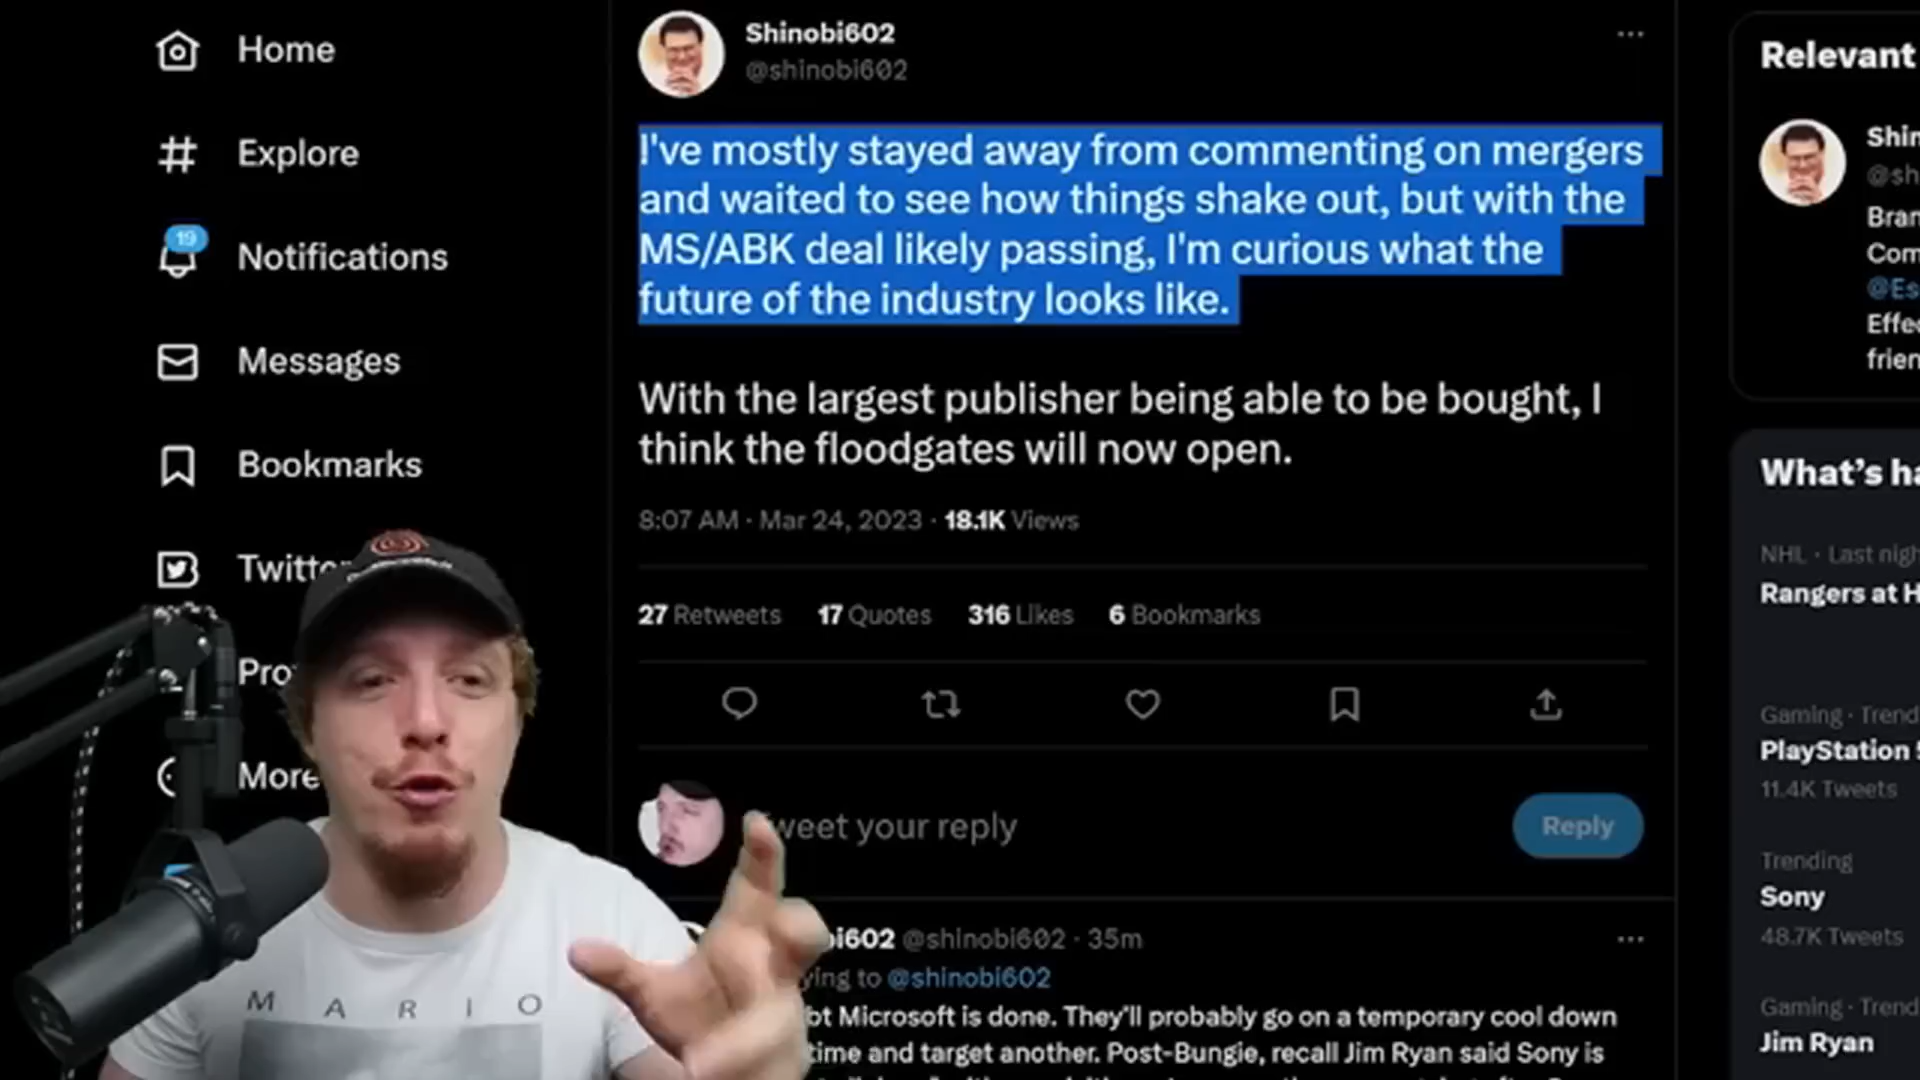 Home
Explore
19
Notifications
Messages
Bookmarks
More
Shinobi602
@shinobi602
I've mostly stayed away from commenting on mergers
and waited to see how things shake out, but with the
MS/ABK deal likely passing, I'm curious what the
future of the industry looks like.
With the largest publisher being able to be bought, I
think the floodgates will now open.
8:07 AM · Mar 24, 2023 · 18.1K Views
27 Retweets 17 Quotes 316 Likes 6 Bookmarks
your reply
Reply
@shinobi602 · 35m
to @shinobi602
Microsoft is done. They'll probably go on a temporary cool down
time and target another. Post-Bungie, recall Jim Ryan said Sony is
MARIO
Relevant
What's
NHL · Last
Rangers at
Gaming ·
PlayStation
11.4K Tweets
Trending
Sony
48.7K Tweets
Gaming ·
Jim Ryan